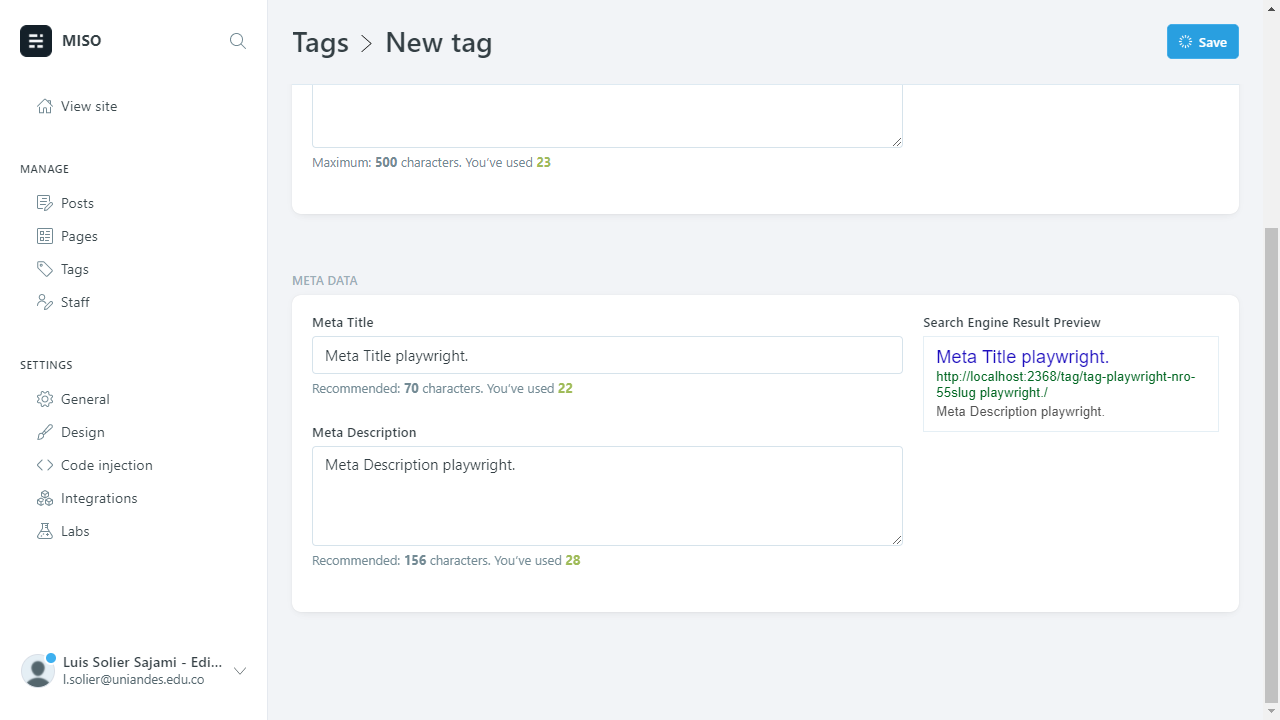 MISO
View site
MANAGE
Posts
Pages
Tags
Staff
SETTINGS
General
Design
Code injection
Integrations
Labs
Luis Solier Sajami - Edi...
l.solier@uniandes.edu.co
Tags > New tag
Save
Maximum: 500 characters. You've used 23
META DATA
Meta Title
Meta Title playwright.
Recommended: 70 characters. You've used 22
Meta Description
Meta Description playwright.
Recommended: 156 characters. You've used 28
Search Engine Result Preview
Meta Title playwright.
http://localhost:2368/tag/tag-playwright-nro-
55slug playwright./
Meta Description playwright.